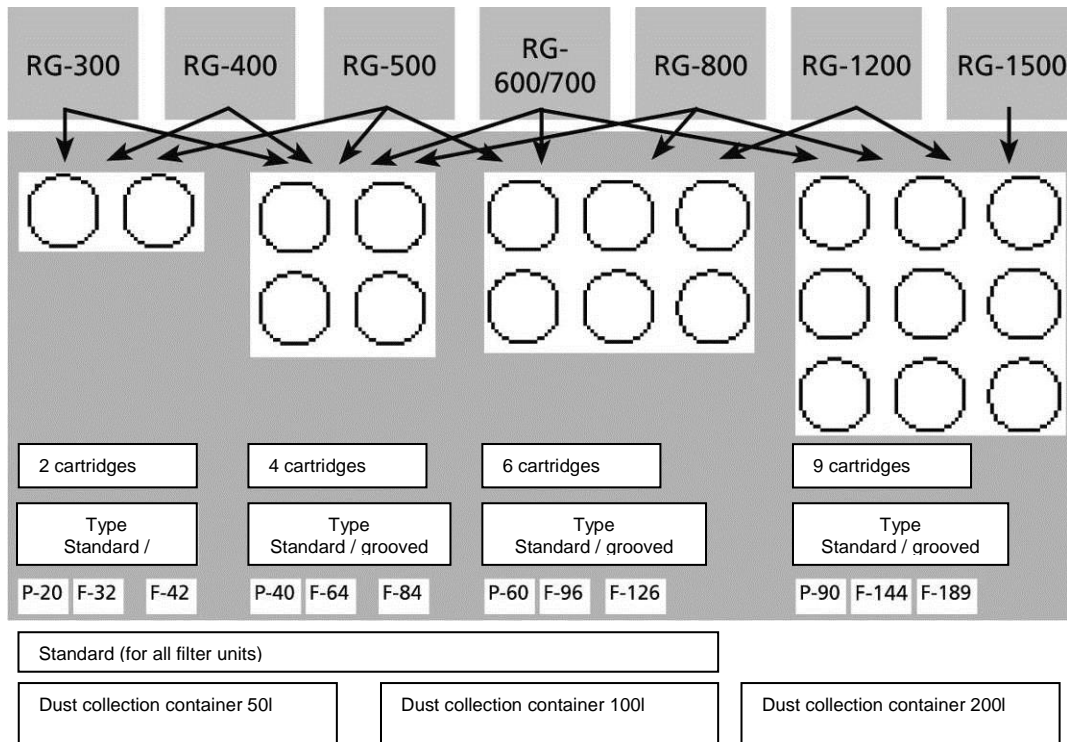 RG-300
RG-400
RG-500
RG-
600/700
RG-800
RG-1200
RG-1500
2 cartridges
4 cartridges
6 cartridges
9 cartridges
Type
Standard /
Type
Standard / grooved
Type
Standard / grooved
Type
Standard / grooved
P-20 F-32 F-42
P-40 F-64 F-84
P-60 F-96 F-126
P-90 F-144 F-189
Standard (for all filter units)
Dust collection container 50l
Dust collection container 100l
Dust collection container 200l